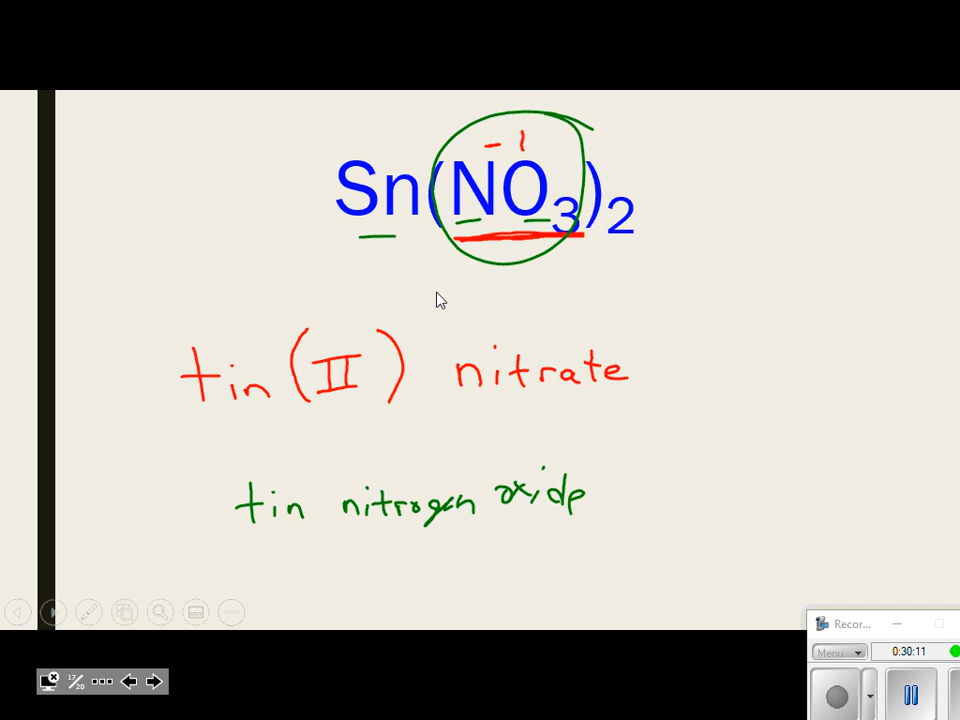 -1
Sn(NO3)2
tin (II) nitrate
tin nitrogen oxide
Recor...
Menu
0:30:11
17/20